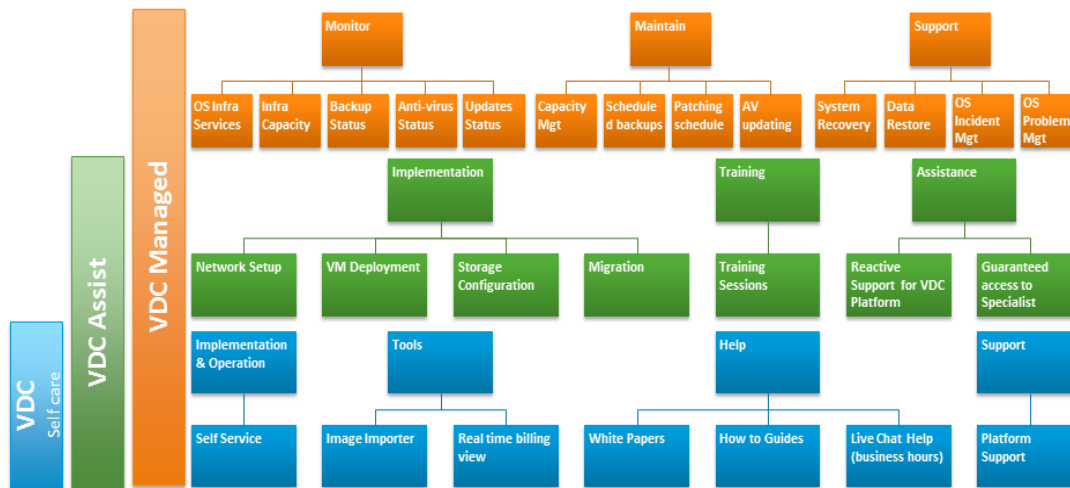 Monitor
Maintain
Support
OS Infra
Services
Infra
Capacity
Backup
Status
Anti-virus
Status
Updates
Status
Capacity
Mgt
Schedule
d backups
Patching
schedule
AV
updating
System
Recovery
Data
Restore
OS
Incident
Mgt
OS
Problem
Mgt
Implementation
Training
Assistance
Network Setup
VM Deployment
Storage
Configuration
Migration
Training
Sessions
Reactive
Support for VDC
Platform
Guaranteed
access to
Specialist
Implementation
& Operation
Tools
Help
Support
Self Service
Image Importer
Real time billing
view
White Papers
How to Guides
Live Chat Help
(business hours)
Platform
Support
VDC
Self care
VDC Assist
VDC Managed